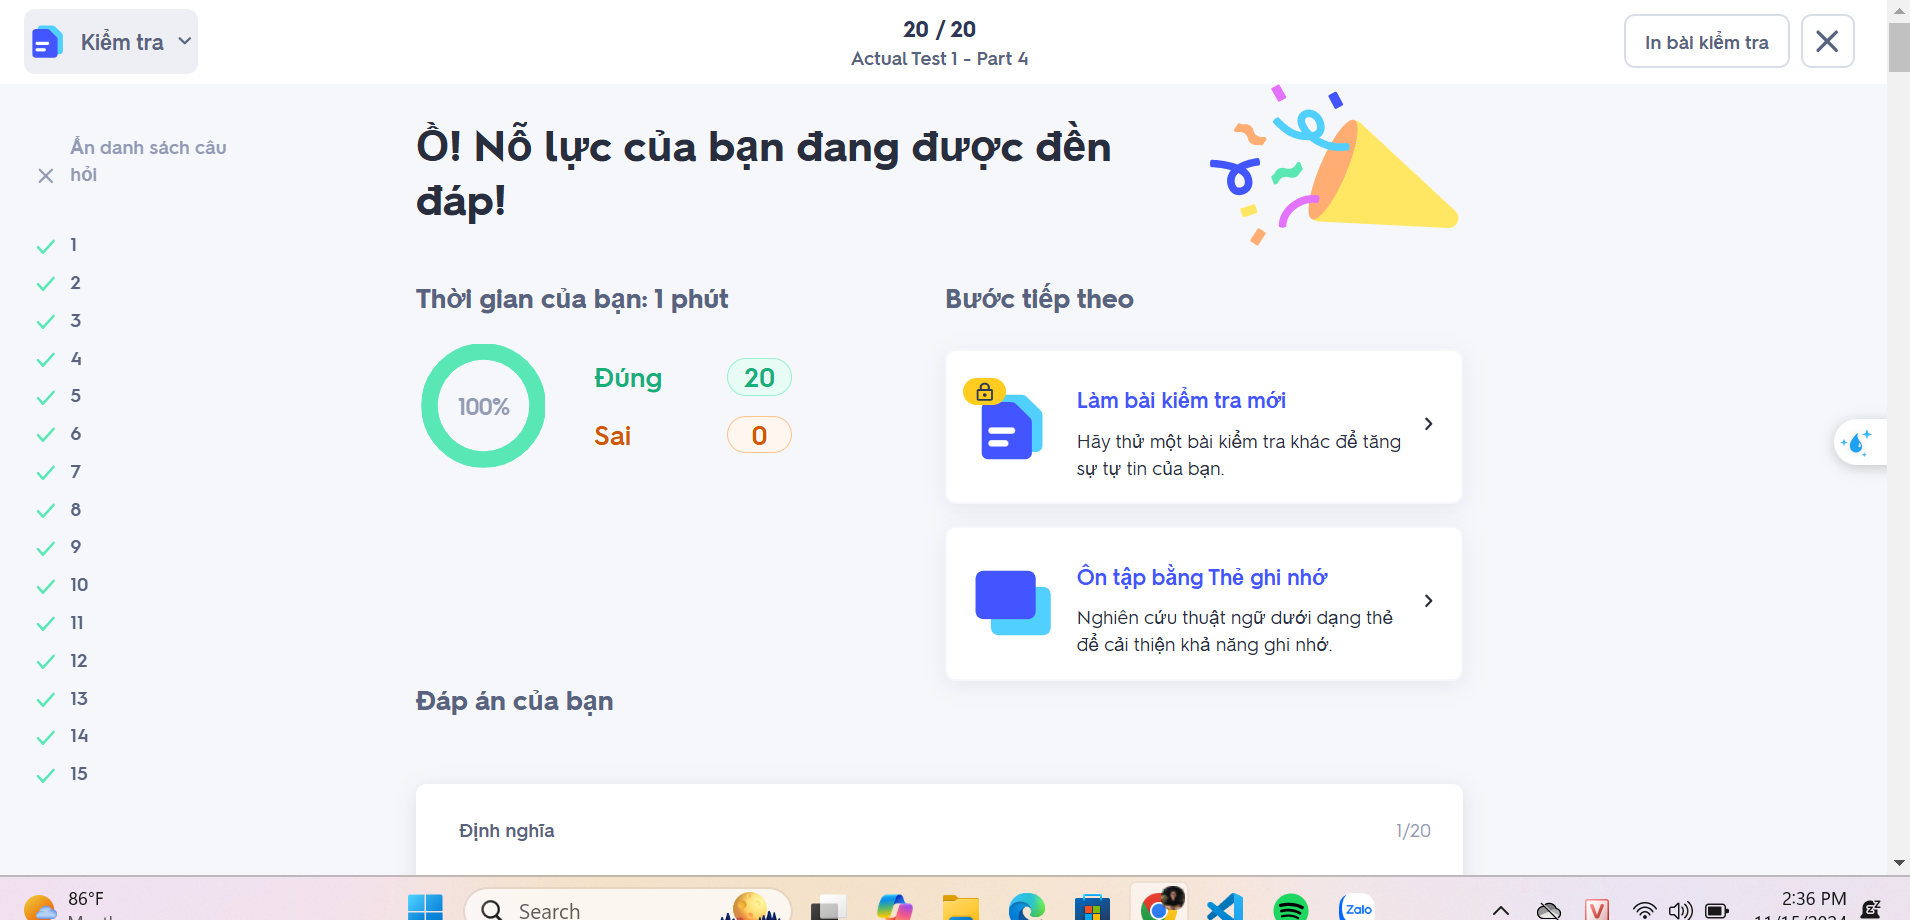 Kiểm tra
20 / 20
Actual Test 1 - Part 4
In bài kiểm tra
Ẩn danh sách câu
hỏi
1
2
3
4
5
6
7
8
9
10
11
12
13
14
15
Ồ! Nỗ lực của bạn đang được đền
đáp!
Thời gian của bạn: 1 phút
100%
Đúng 20
Sai 0
Bước tiếp theo
Làm bài kiểm tra mới
Hãy thử một bài kiểm tra khác để tăng
sự tự tin của bạn.
Ôn tập bằng Thẻ ghi nhớ
Nghiên cứu thuật ngữ dưới dạng thẻ
để cải thiện khả năng ghi nhớ.
Đáp án của bạn
Định nghĩa
1/20
86°F
Search
Zalo
V
2:36 PM
11/15/2024